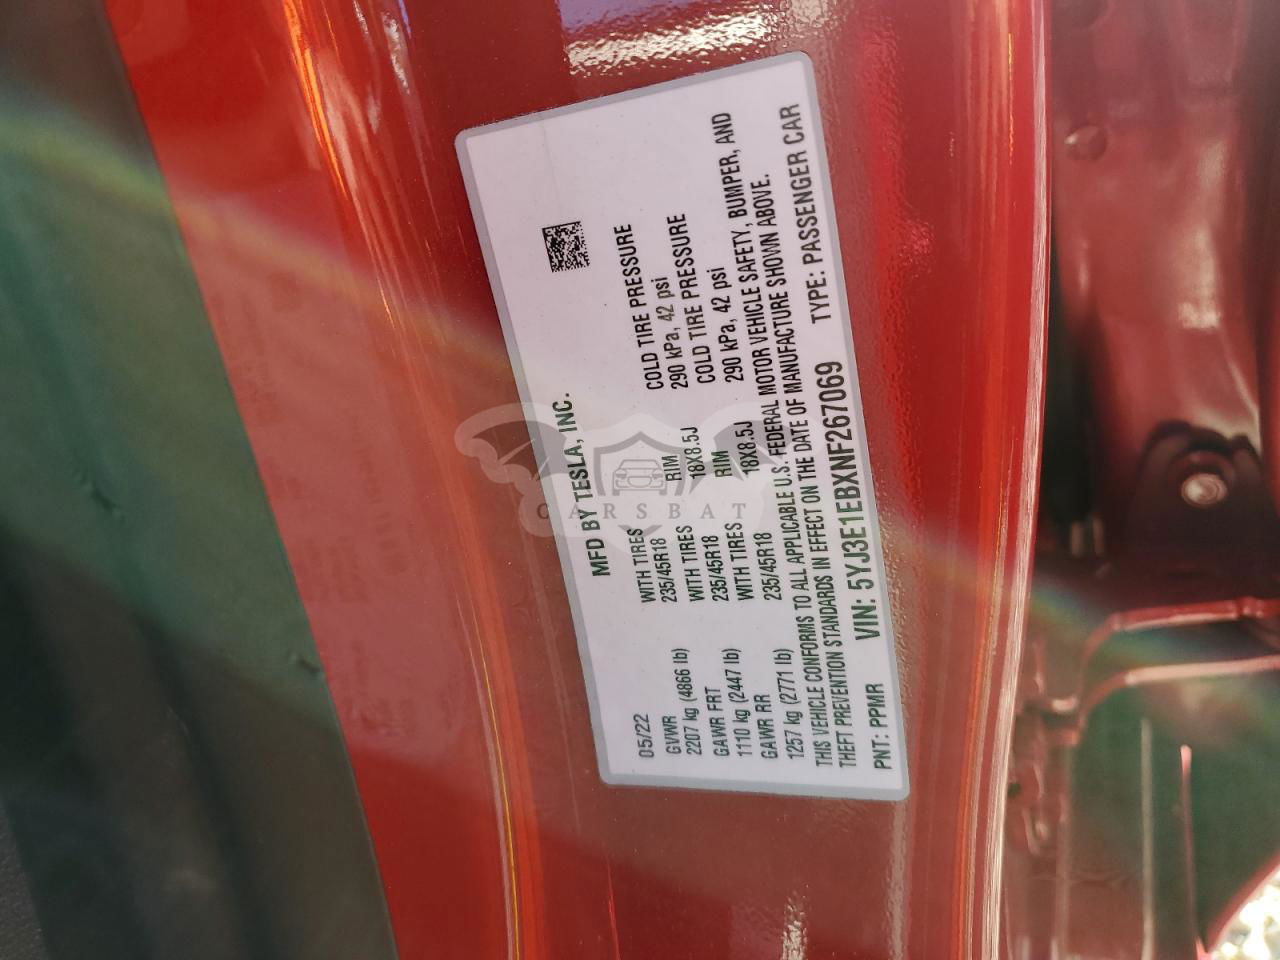 MFD BY TESLA, INC.
05/22
GVWR WITH TIRES RIM COLD TIRE PRESSURE
2207 kg (4866 lb) 235/45R18 18X8.5J 290 kPa, 42 psi
GAWR FRT WITH TIRES RIM COLD TIRE PRESSURE
1110 kg (2447 lb) 235/45R18 18X8.5J 290 kPa, 42 psi
GAWR RR WITH TIRES
1257 kg (2771 lb) 235/45R18
THIS VEHICLE CONFORMS TO ALL APPLICABLE U.S. FEDERAL MOTOR VEHICLE SAFETY, BUMPER, AND
THEFT PREVENTION STANDARDS IN EFFECT ON THE DATE OF MANUFACTURE SHOWN ABOVE.
VIN: 5YJ3E1EBXNF267069 TYPE: PASSENGER CAR
PNT: PPMR
CARSBAT